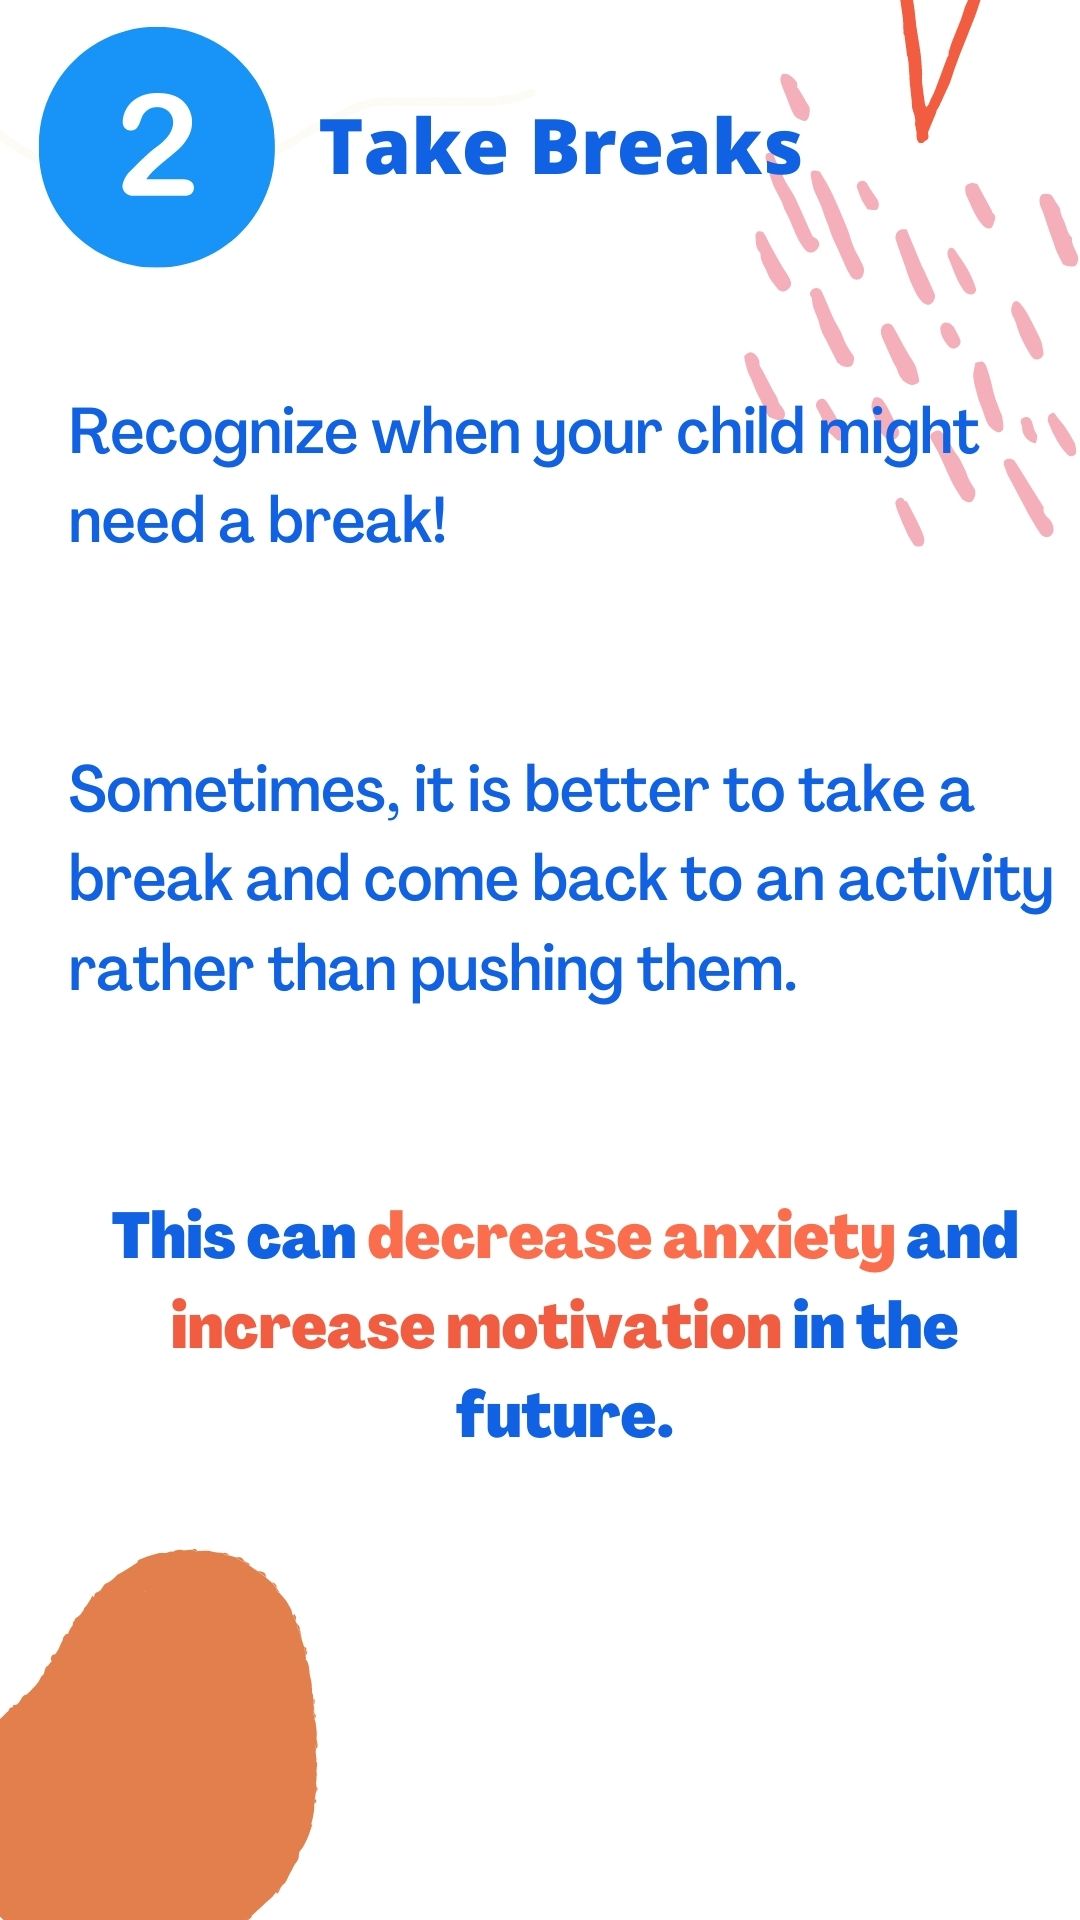 2
Take Breaks
Recognize when your child might
need a break!
Sometimes, it is better to take a
break and come back to an activity
rather than pushing them.
This can decrease anxiety and
increase motivation in the
future.